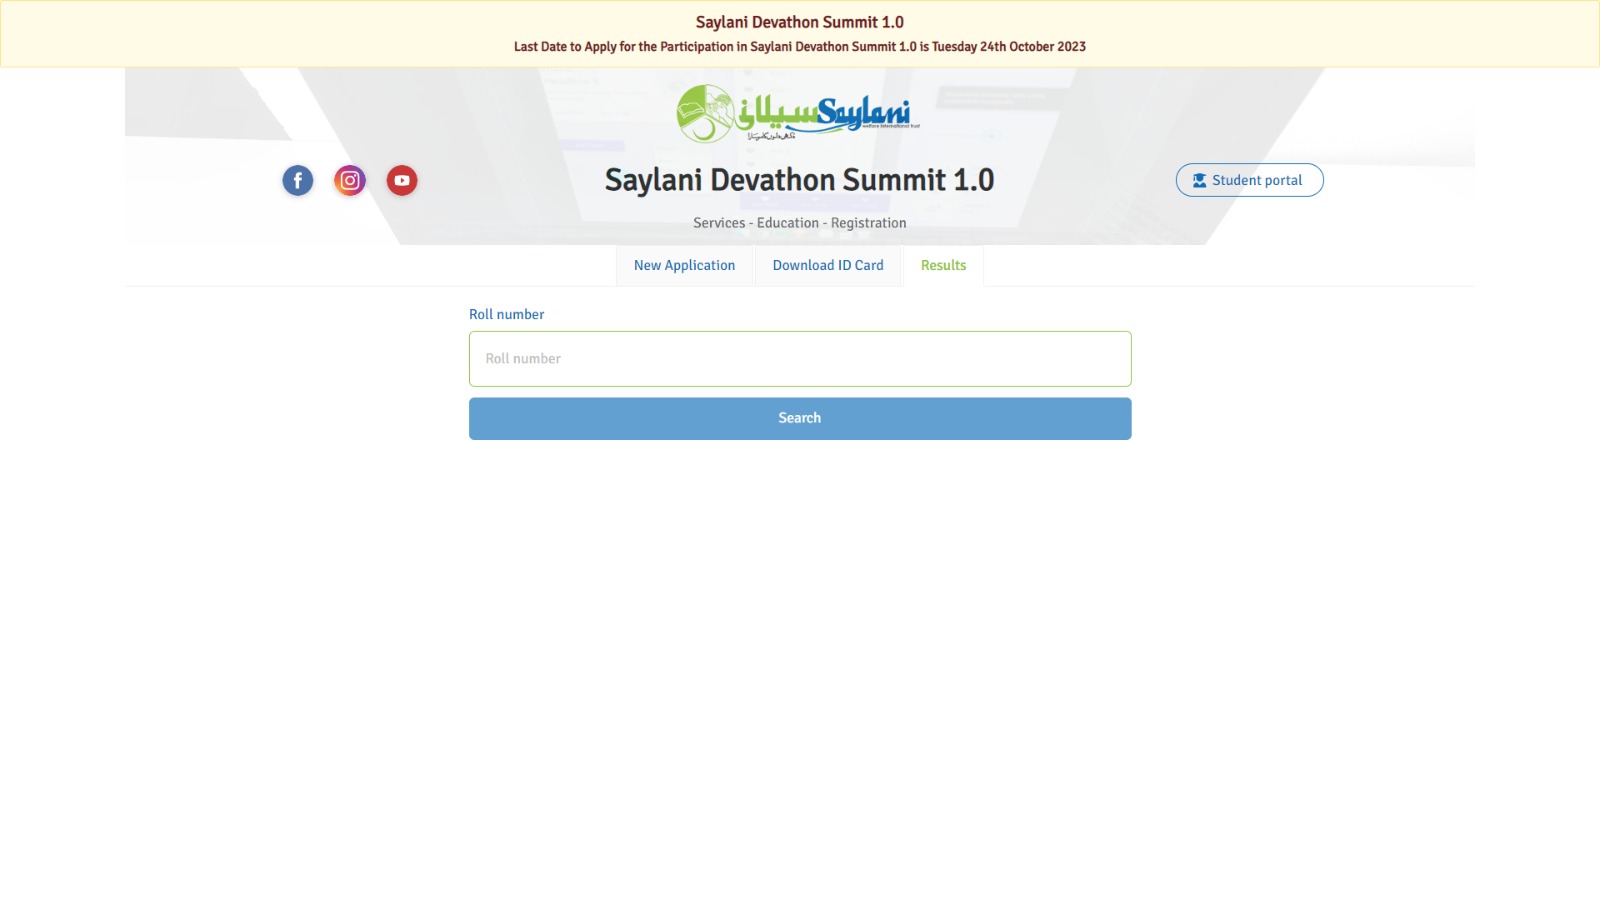 Saylani Devathon Summit 1.0
Last Date to Apply for the Participation in Saylani Devathon Summit 1.0 is Tuesday 24th October 2023
سیلانی Saylani
welfare international trust
Saylani Devathon Summit 1.0
Student portal
Services - Education - Registration
New Application
Download ID Card
Results
Roll number
Roll number
Search